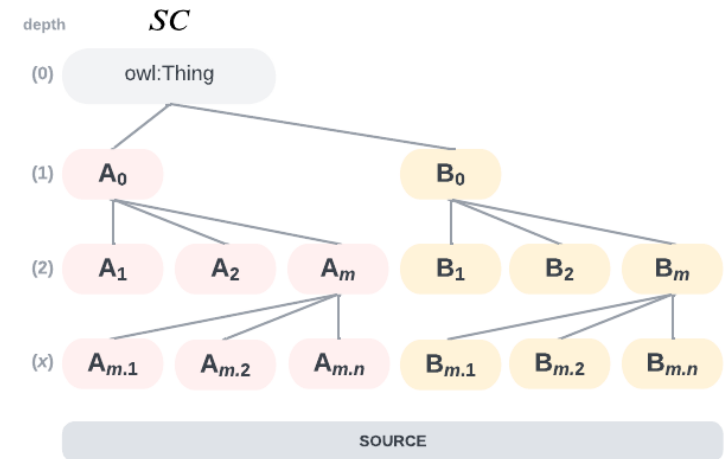 depth SC
(0) owl:Thing
(1) A0 B0
(2) A1 A2 Am B1 B2 Bm
(x) Am.1 Am.2 Am.n Bm.1 Bm.2 Bm.n
SOURCE